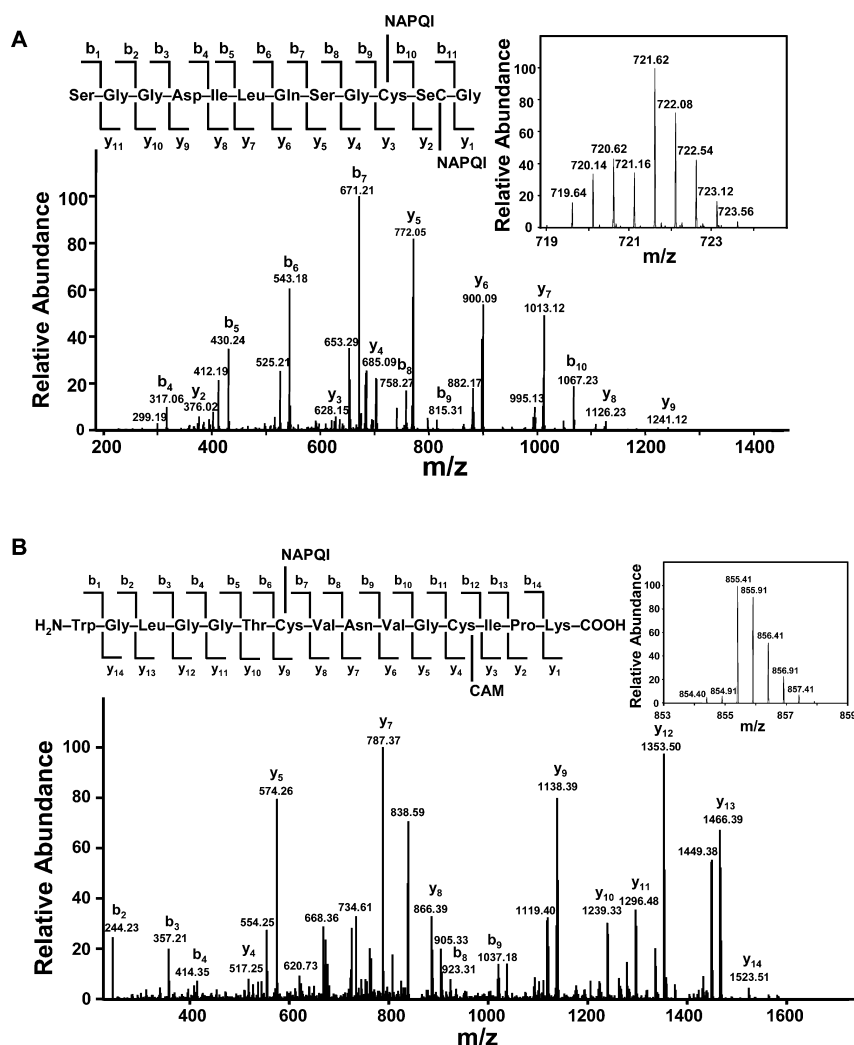 A
NAPQI
b1 b2 b3 b4 b5 b6 b7 b8 b9 b10 b11
Ser-Gly-Gly-Asp-Ile-Leu-Gln-Ser-Gly-Cys-SeC-Gly
y11 y10 y9 y8 y7 y6 y5 y4 y3 y2 y1
NAPQI
Relative Abundance
100
80
60
40
20
0
b4
317.06
299.19
y2
376.02
412.19
b5
430.24
525.21
b6
543.18
y3
628.15
653.29
b7
671.21
y4
685.09
b8
758.27
y5
772.05
b9
815.31
882.17
y6
900.09
995.13
y7
1013.12
b10
1067.23
y8
1126.23
y9
1241.12
200 400 600 800 1000 1200 1400
m/z
Relative Abundance
100
80
60
40
20
0
719.64
720.14
720.62
721.16
721.62
722.08
722.54
723.12
723.56
719 721 723
m/z
B
NAPQI
b1 b2 b3 b4 b5 b6 b7 b8 b9 b10 b11 b12 b13 b14
H2N-Trp-Gly-Leu-Gly-Gly-Thr-Cys-Val-Asn-Val-Gly-Cys-Ile-Pro-Lys-COOH
y14 y13 y12 y11 y10 y9 y8 y7 y6 y5 y4 y3 y2 y1
CAM
Relative Abundance
100
80
60
40
20
0
854.40
854.91
855.41
855.91
856.41
856.91
857.41
853 855 857 859
m/z
Relative Abundance
100
80
60
40
20
0
b2
244.23
b3
357.21
b4
414.35
y4
517.25
554.25
y5
574.26
620.73
668.36
734.61
y7
787.37
838.59
y8
866.39
905.33
b8
923.31
b9
1037.18
1119.40
y9
1138.39
y10
1239.33
y11
1296.48
y12
1353.50
1449.38
y13
1466.39
y14
1523.51
400 600 800 1000 1200 1400 1600
m/z